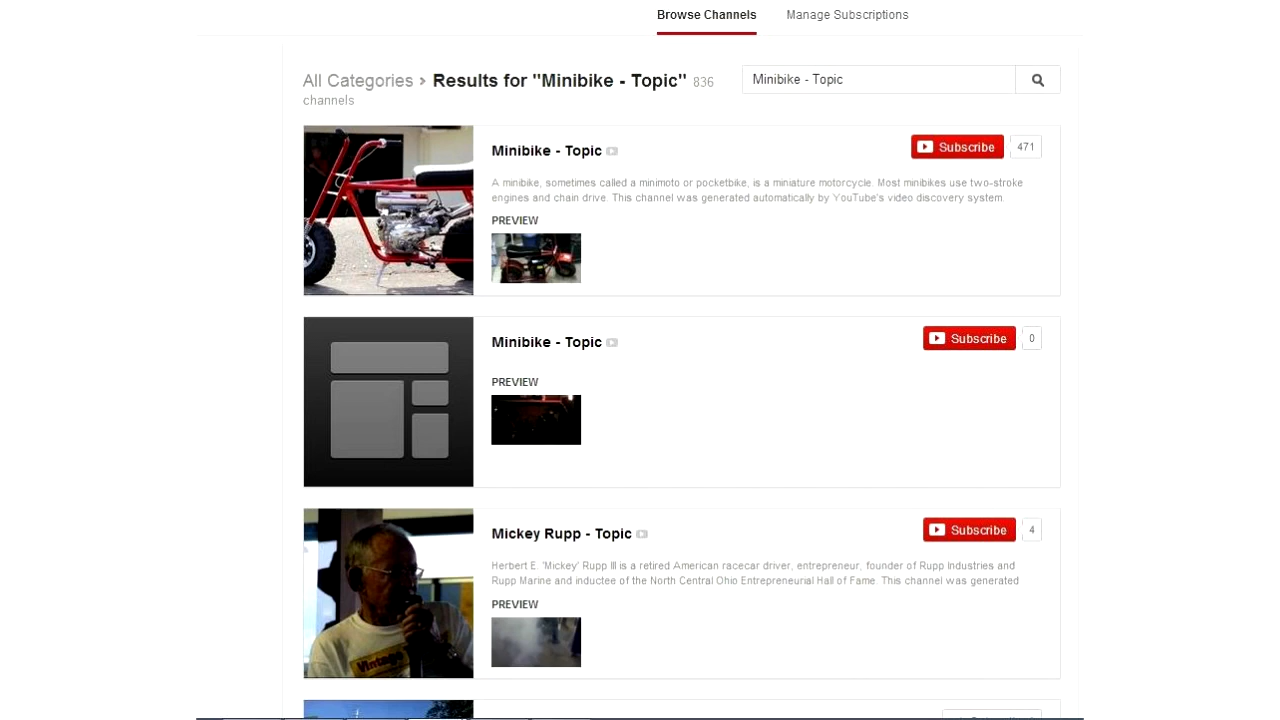 Browse Channels Manage Subscriptions
All Categories › Results for "Minibike - Topic" 836
channels
Minibike - Topic
Minibike - Topic
Subscribe 471
A minibike, sometimes called a minimoto or pocketbike, is a miniature motorcycle. Most minibikes use two-stroke
engines and chain drive. This channel was generated automatically by YouTube's video discovery system.
PREVIEW
Minibike - Topic
Subscribe 0
PREVIEW
Mickey Rupp - Topic
Subscribe 4
Herbert E. 'Mickey' Rupp III is a retired American racecar driver, entrepreneur, founder of Rupp Industries and
Rupp Marine and inductee of the North Central Ohio Entrepreneurial Hall of Fame. This channel was generated
PREVIEW
Vintage